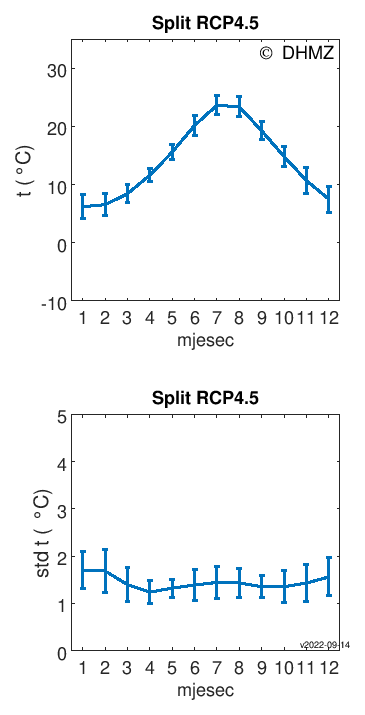 Split RCP4.5
© DHMZ
30
20
10
0
-10
t ( °C)
1 2 3 4 5 6 7 8 9 10 11 12
mjesec
Split RCP4.5
5
4
3
2
1
0
std t ( °C)
v2022-09-14
1 2 3 4 5 6 7 8 9 10 11 12
mjesec